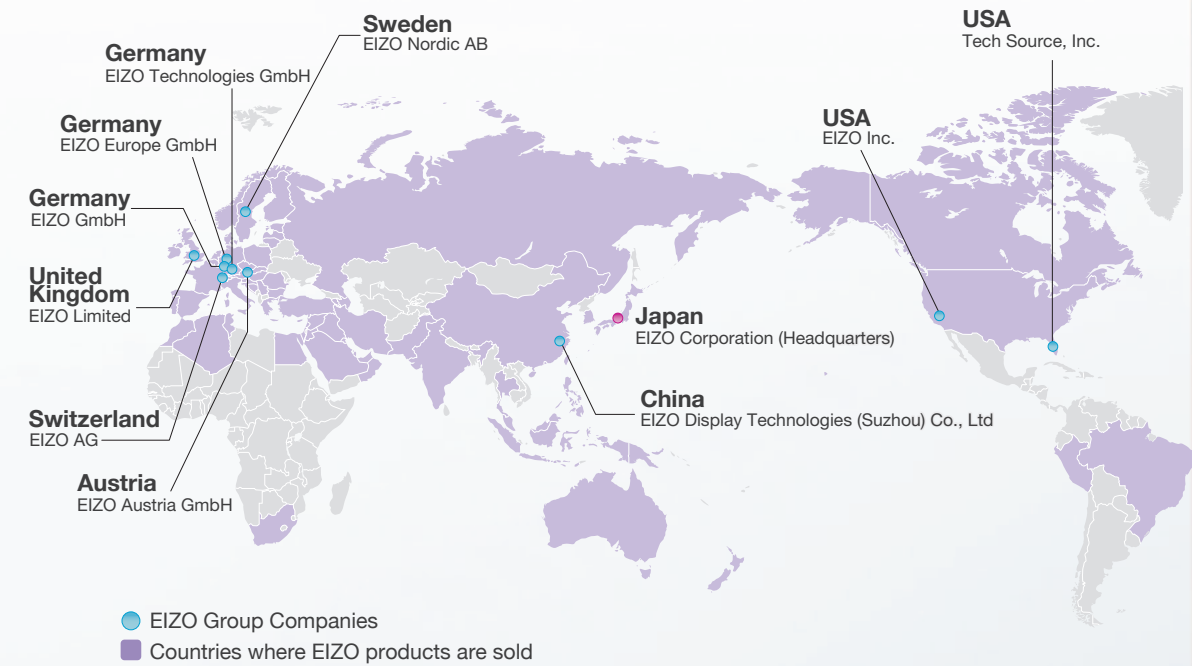 Sweden
EIZO Nordic AB
USA
Tech Source, Inc.
Germany
EIZO Technologies GmbH
USA
EIZO Inc.
Germany
EIZO Europe GmbH
Germany
EIZO GmbH
United
Kingdom
EIZO Limited
Japan
EIZO Corporation (Headquarters)
China
EIZO Display Technologies (Suzhou) Co., Ltd
Switzerland
EIZO AG
Austria
EIZO Austria GmbH
EIZO Group Companies
Countries where EIZO products are sold